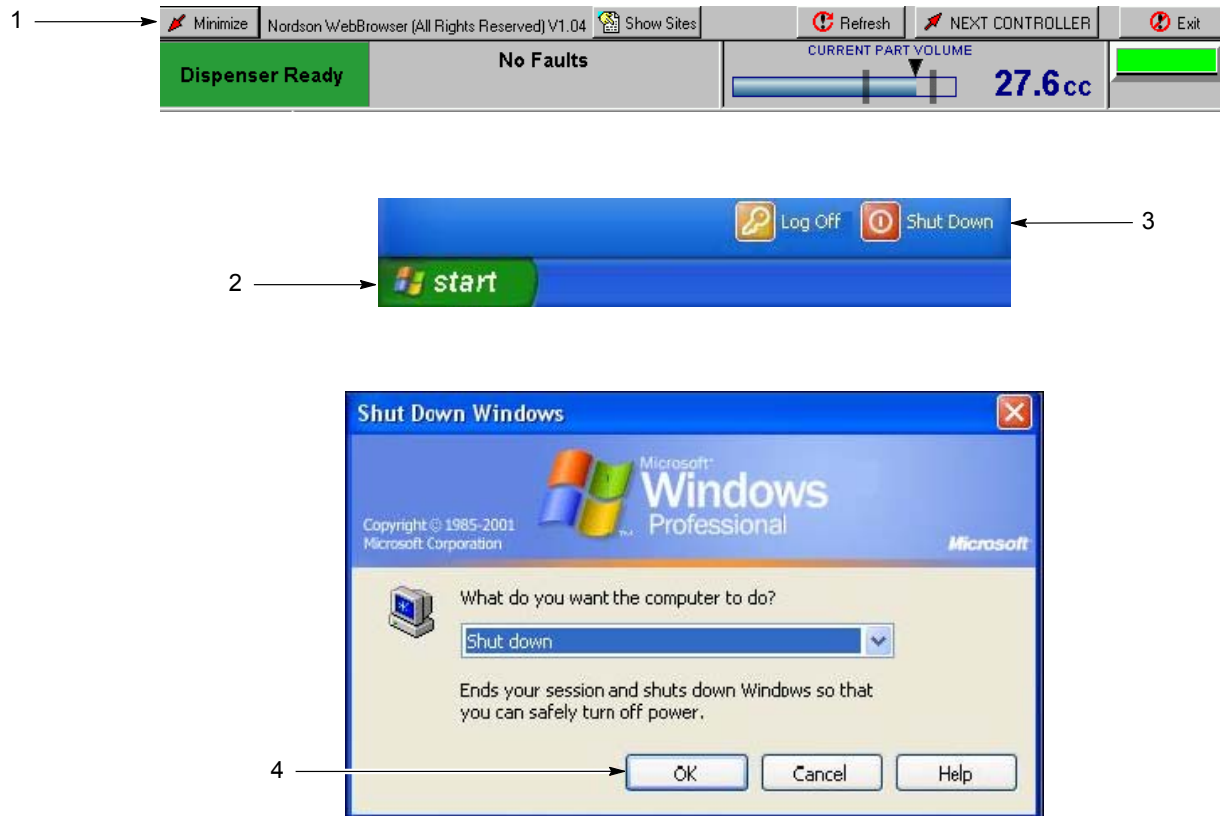 1
Minimize Nordson WebBrowser (All Rights Reserved) V1.04 Show Sites Refresh NEXT CONTROLLER Exit
Dispenser Ready
No Faults
CURRENT PART VOLUME
27.6cc
Log Off Shut Down
3
2
start
Shut Down Windows
Microsoft
Windows
Professional
Copyright © 1985-2001
Microsoft Corporation
TM
Microsoft
What do you want the computer to do?
Shut down
Ends your session and shuts down Windows so that
you can safely turn off power.
4
OK Cancel Help